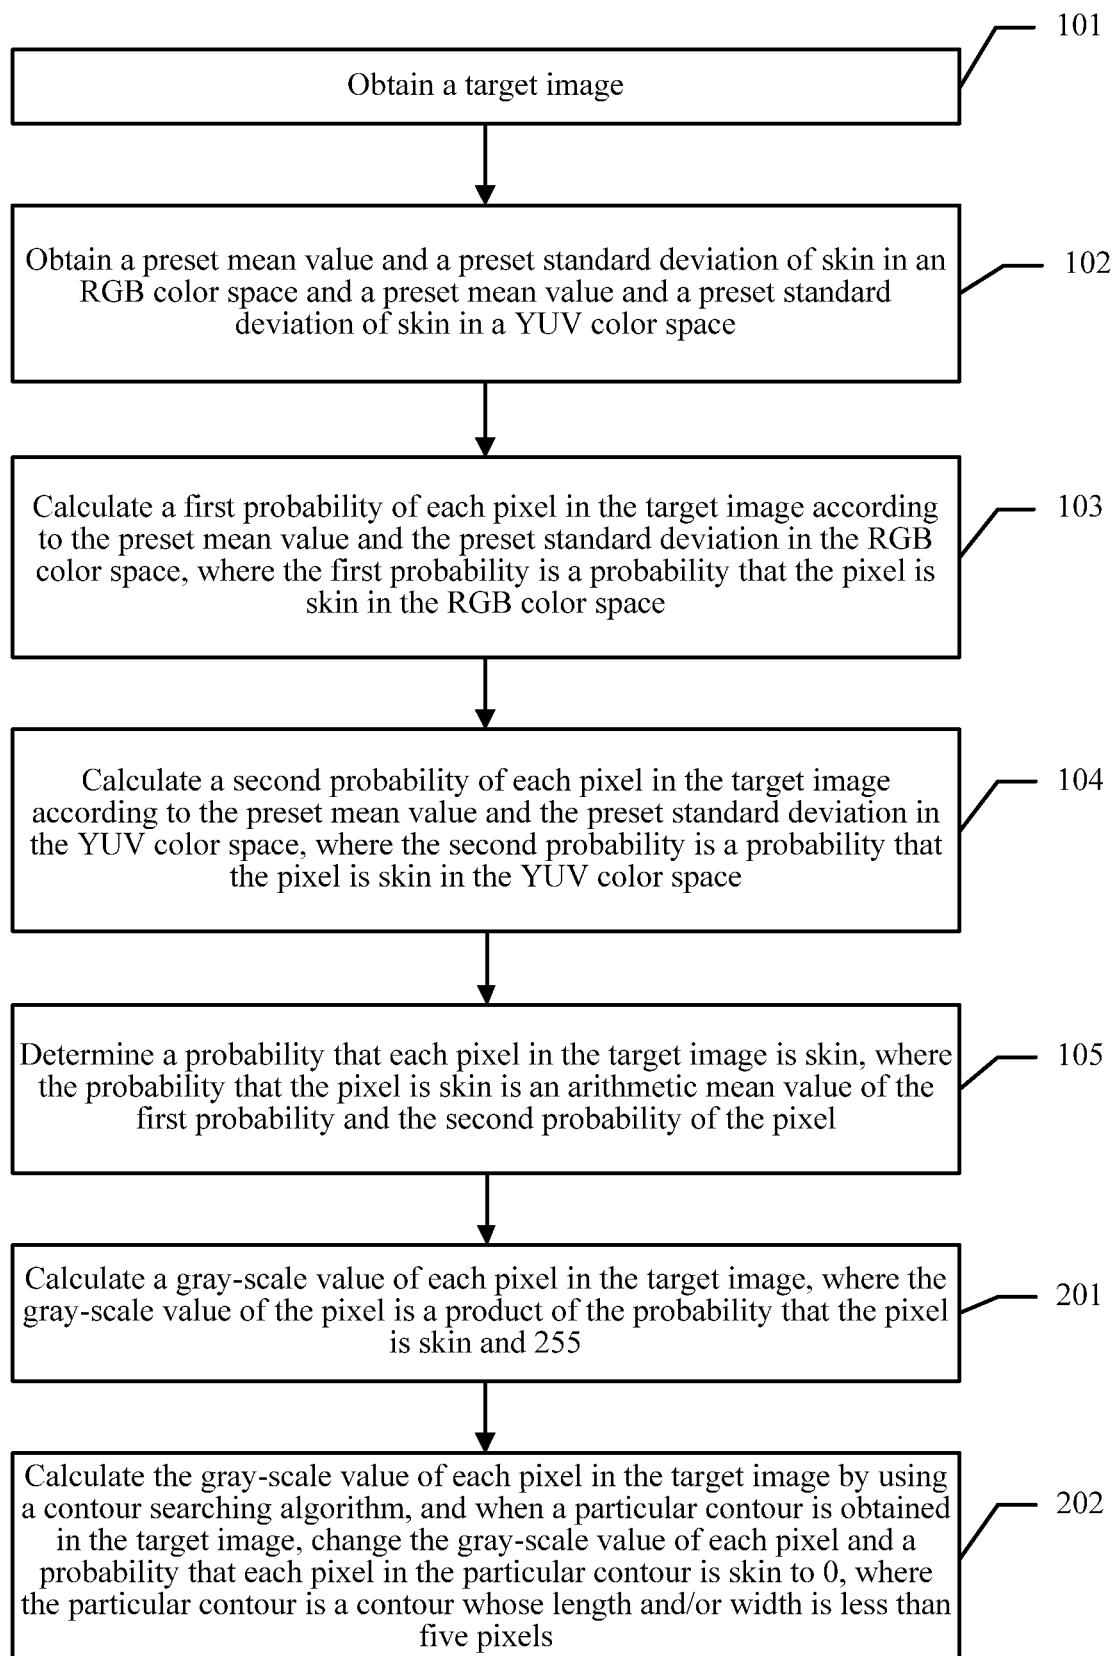 101
Obtain a target image
Obtain a preset mean value and a preset standard deviation of skin in an
RGB color space and a preset mean value and a preset standard
deviation of skin in a YUV color space
102
Calculate a first probability of each pixel in the target image according
to the preset mean value and the preset standard deviation in the RGB
color space, where the first probability is a probability that the pixel is
skin in the RGB color space
103
Calculate a second probability of each pixel in the target image
according to the preset mean value and the preset standard deviation in
the YUV color space, where the second probability is a probability that
the pixel is skin in the YUV color space
104
Determine a probability that each pixel in the target image is skin, where
the probability that the pixel is skin is an arithmetic mean value of the
first probability and the second probability of the pixel
105
Calculate a gray-scale value of each pixel in the target image, where the
gray-scale value of the pixel is a product of the probability that the pixel
is skin and 255
201
Calculate the gray-scale value of each pixel in the target image by using
a contour searching algorithm, and when a particular contour is obtained
in the target image, change the gray-scale value of each pixel and a
probability that each pixel in the particular contour is skin to 0, where
the particular contour is a contour whose length and/or width is less than
five pixels
202